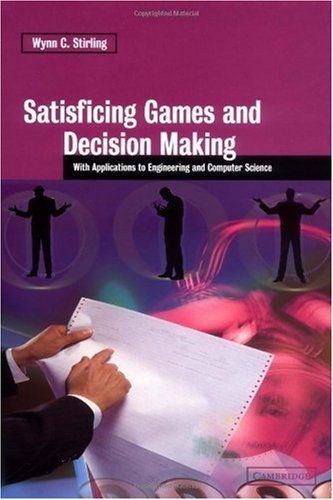 Wynn C. Stirling
Satisficing Games and
Decision Making
With Applications to Engineering and Computer Science
CAMBRIDGE